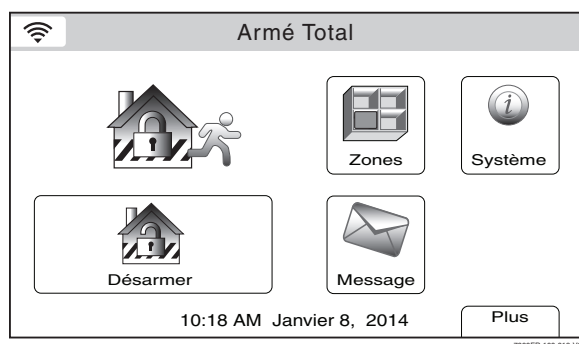 Armé Total
Zones
Système
Désarmer
Message
10:18 AM Janvier 8, 2014
Plus